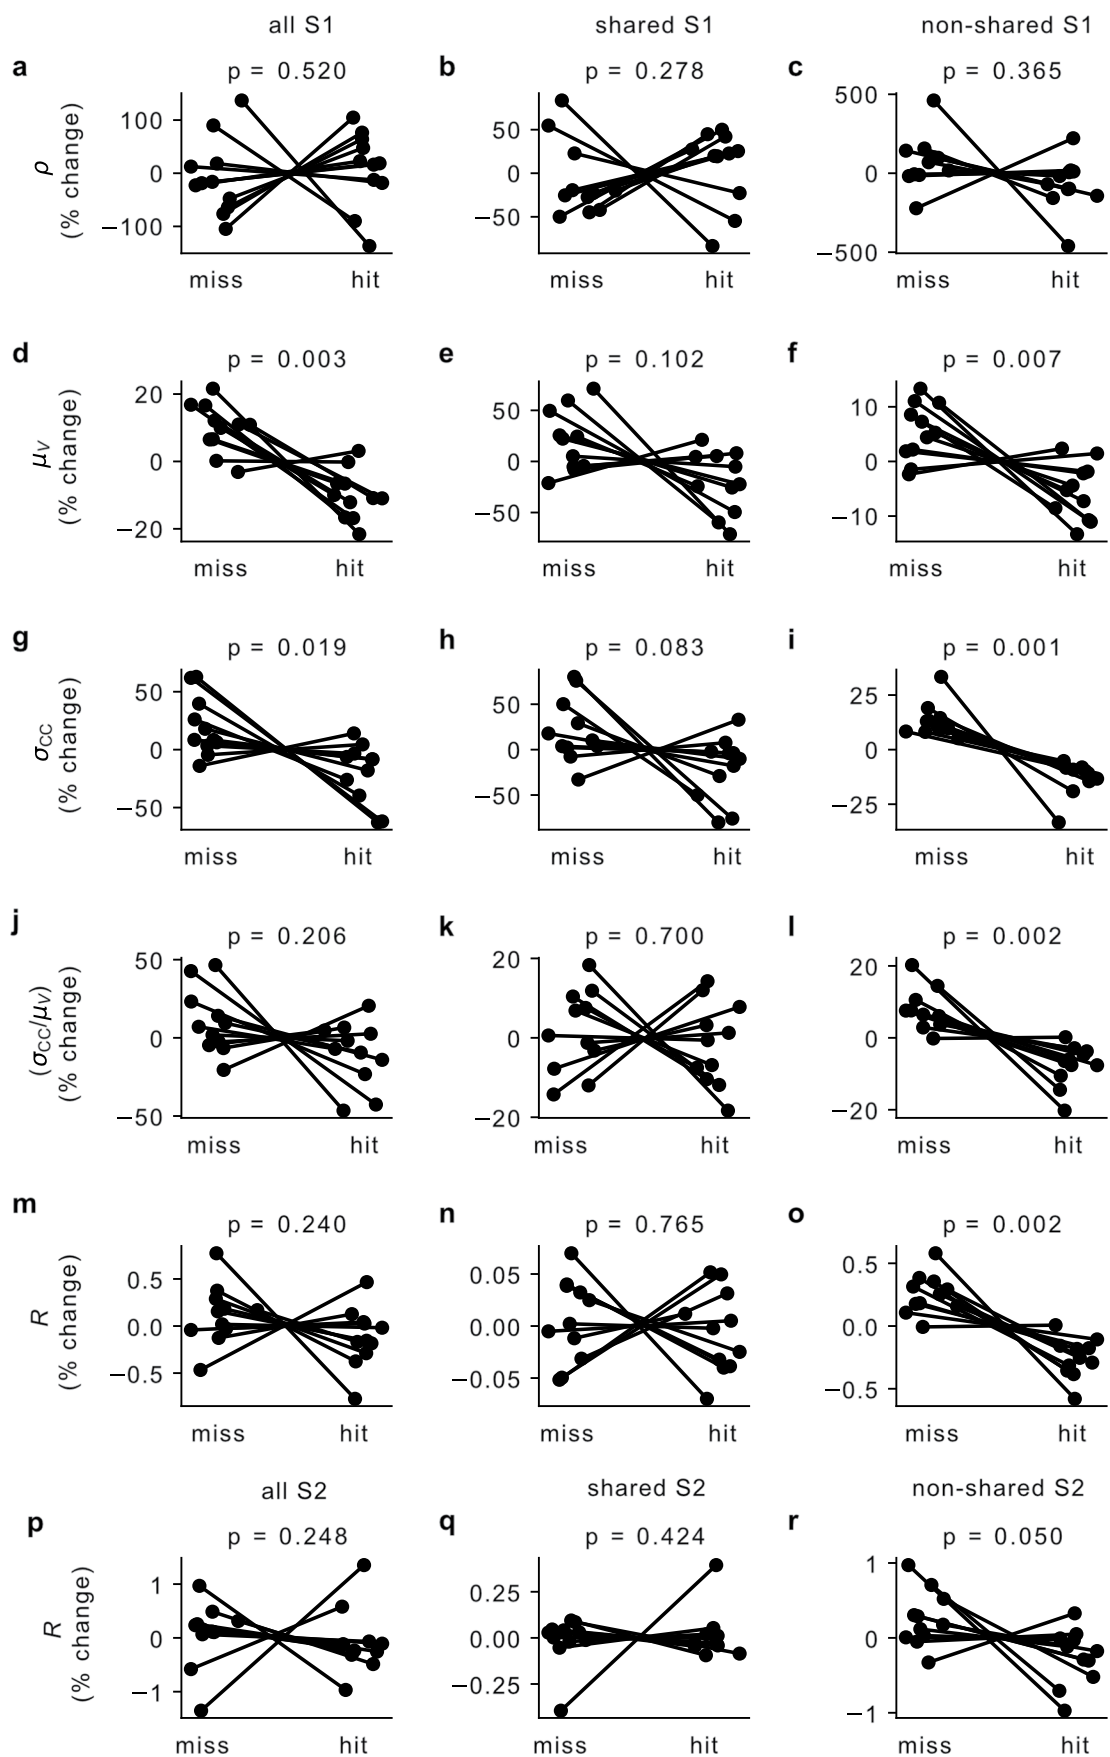 all S1 shared S1 non-shared S1
a b c
p = 0.520 p = 0.278 p = 0.365
ρ
(% change)
100
0
−100
50
0
−50
500
0
−500
miss hit miss hit miss hit
d e f
p = 0.003 p = 0.102 p = 0.007
μV
(% change)
20
0
−20
50
0
−50
10
0
−10
miss hit miss hit miss hit
g h i
p = 0.019 p = 0.083 p = 0.001
σCC
(% change)
50
0
−50
50
0
−50
25
0
−25
miss hit miss hit miss hit
j k l
p = 0.206 p = 0.700 p = 0.002
(σCC/μV)
(% change)
50
0
−50
20
0
−20
20
0
−20
miss hit miss hit miss hit
m n o
p = 0.240 p = 0.765 p = 0.002
R
(% change)
0.5
0.0
−0.5
0.05
0.00
−0.05
0.5
0.0
−0.5
miss hit miss hit miss hit
all S2 shared S2 non-shared S2
p q r
p = 0.248 p = 0.424 p = 0.050
R
(% change)
1
0
−1
0.25
0.00
−0.25
1
0
−1
miss hit miss hit miss hit